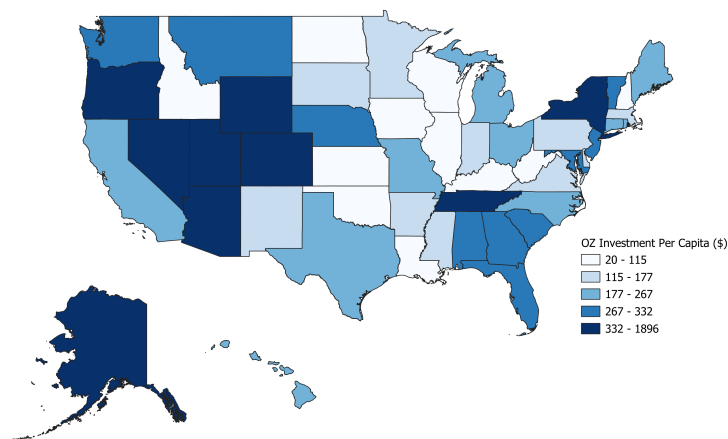 OZ Investment Per Capita ($)
20 - 115
115 - 177
177 - 267
267 - 332
332 - 1896